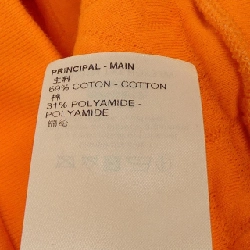 PRINCIPAL - MAIN
主料
69% COTON - COTTON
棉
31% POLYAMIDE -
POLYAMIDE
锦纶